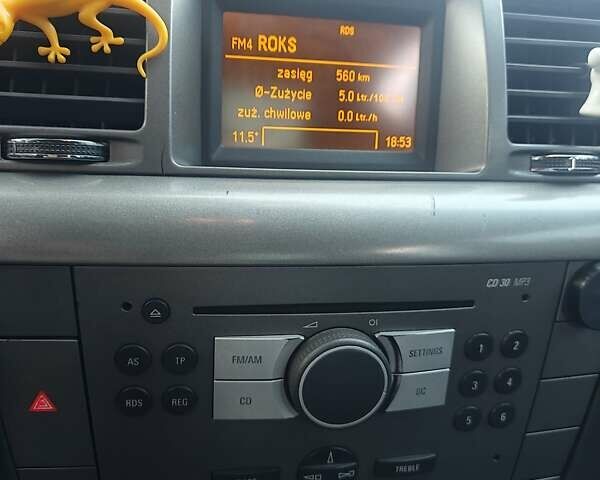 RDS
FM4 ROKS
zasięg 560 km
Ø-Zużycie 5.0 Ltr./10
zuż. chwilowe 0.0 Ltr./h
11.5° 18:53
CD 30 MP3
AS TP FM/AM SETTINGS 1 2
RDS REG CD BC 3 4
5 6
TREBLE